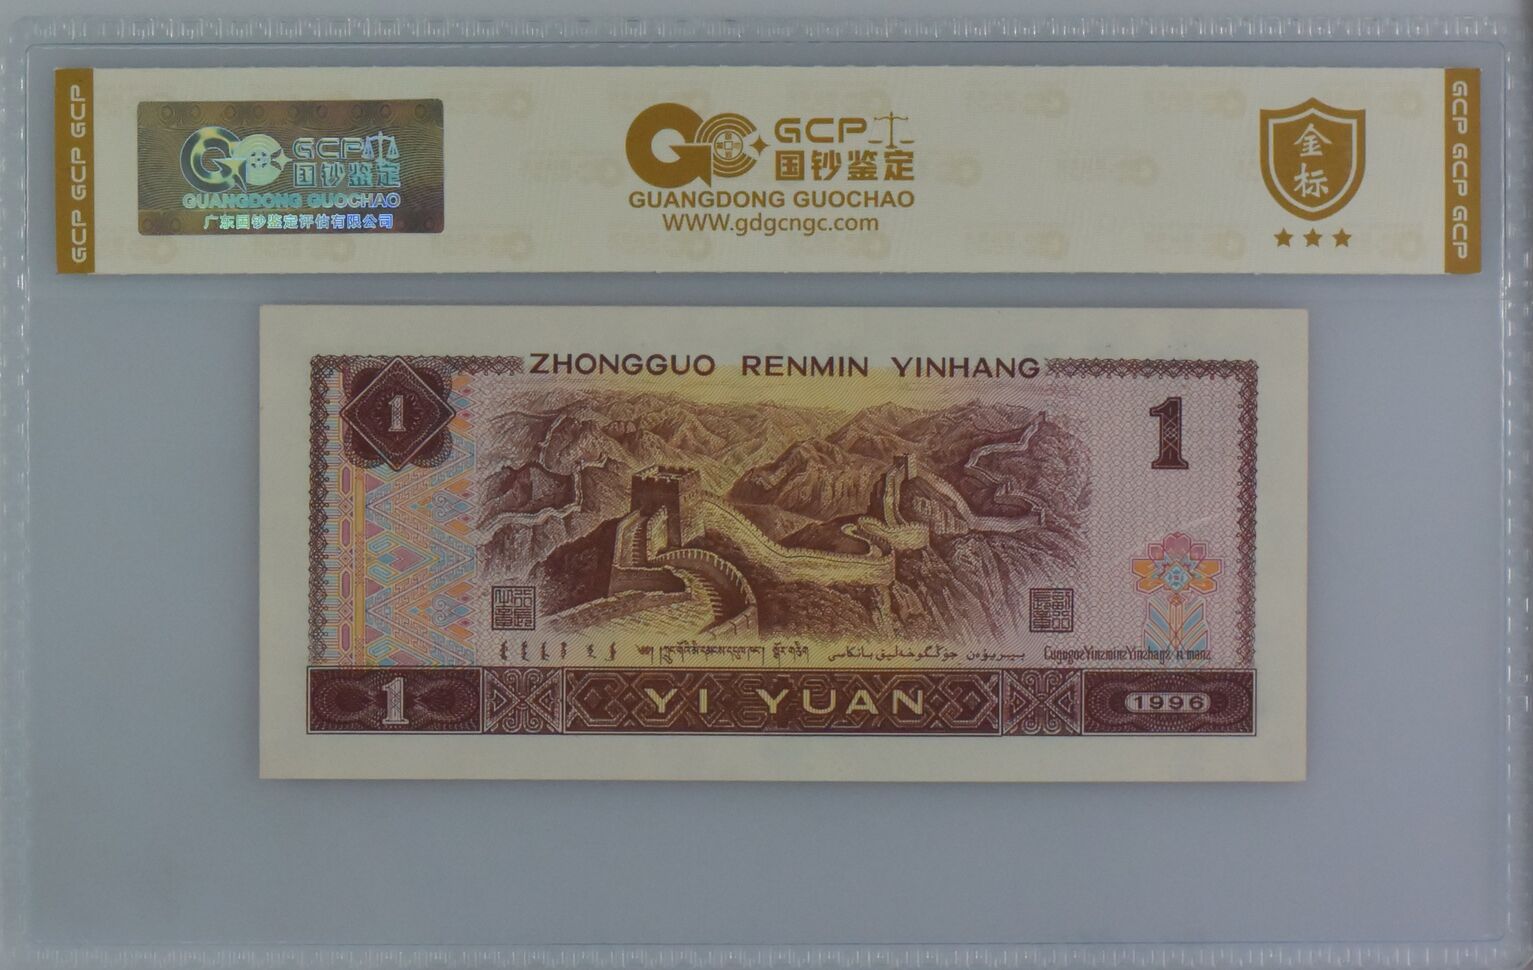 GCP GCP GCP
GCP
国钞鉴定
GUANGDONG GUOCHAO
广东国钞鉴定评估有限公司
GCP
国钞鉴定
GUANGDONG GUOCHAO
WWW.gdgcngc.com
金标
GCP GCP GCP
ZHONGGUO RENMIN YINHANG
1
1
1
YI YUAN
1996